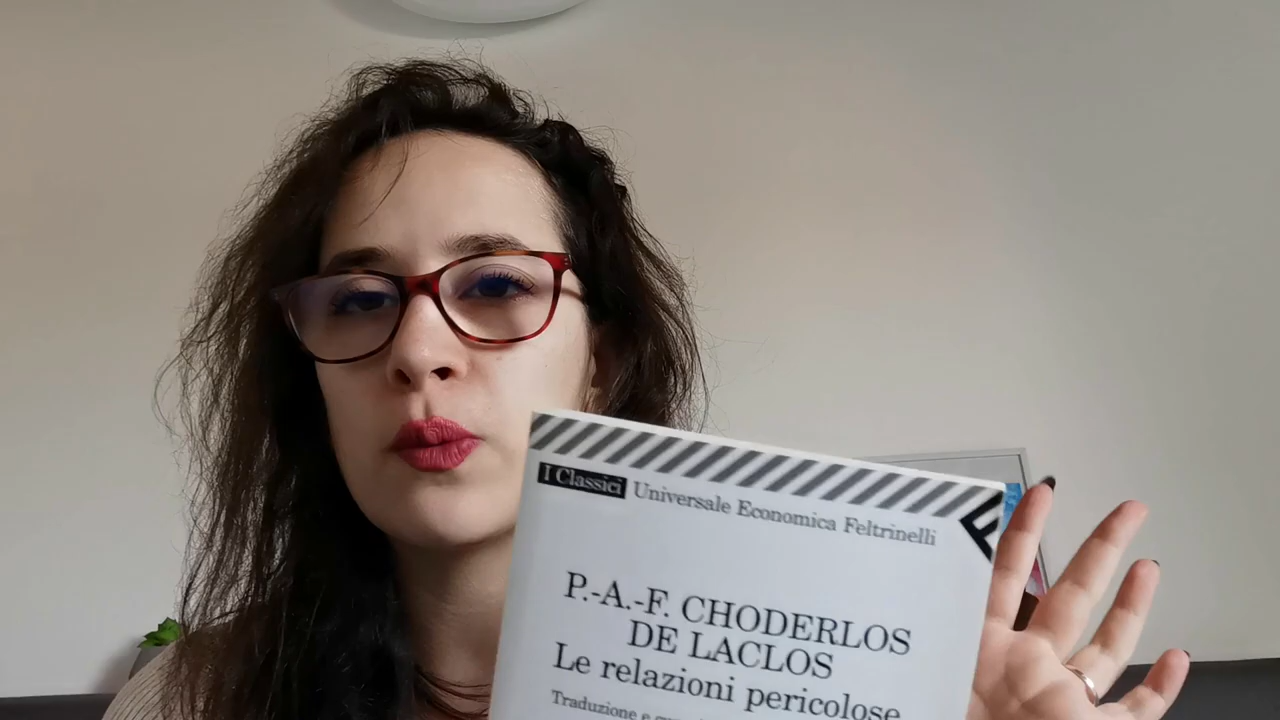 I Classici Universale Economica Feltrinelli
P.-A.-F. CHODERLOS
DE LACLOS
Le relazioni pericolose
Traduzione e